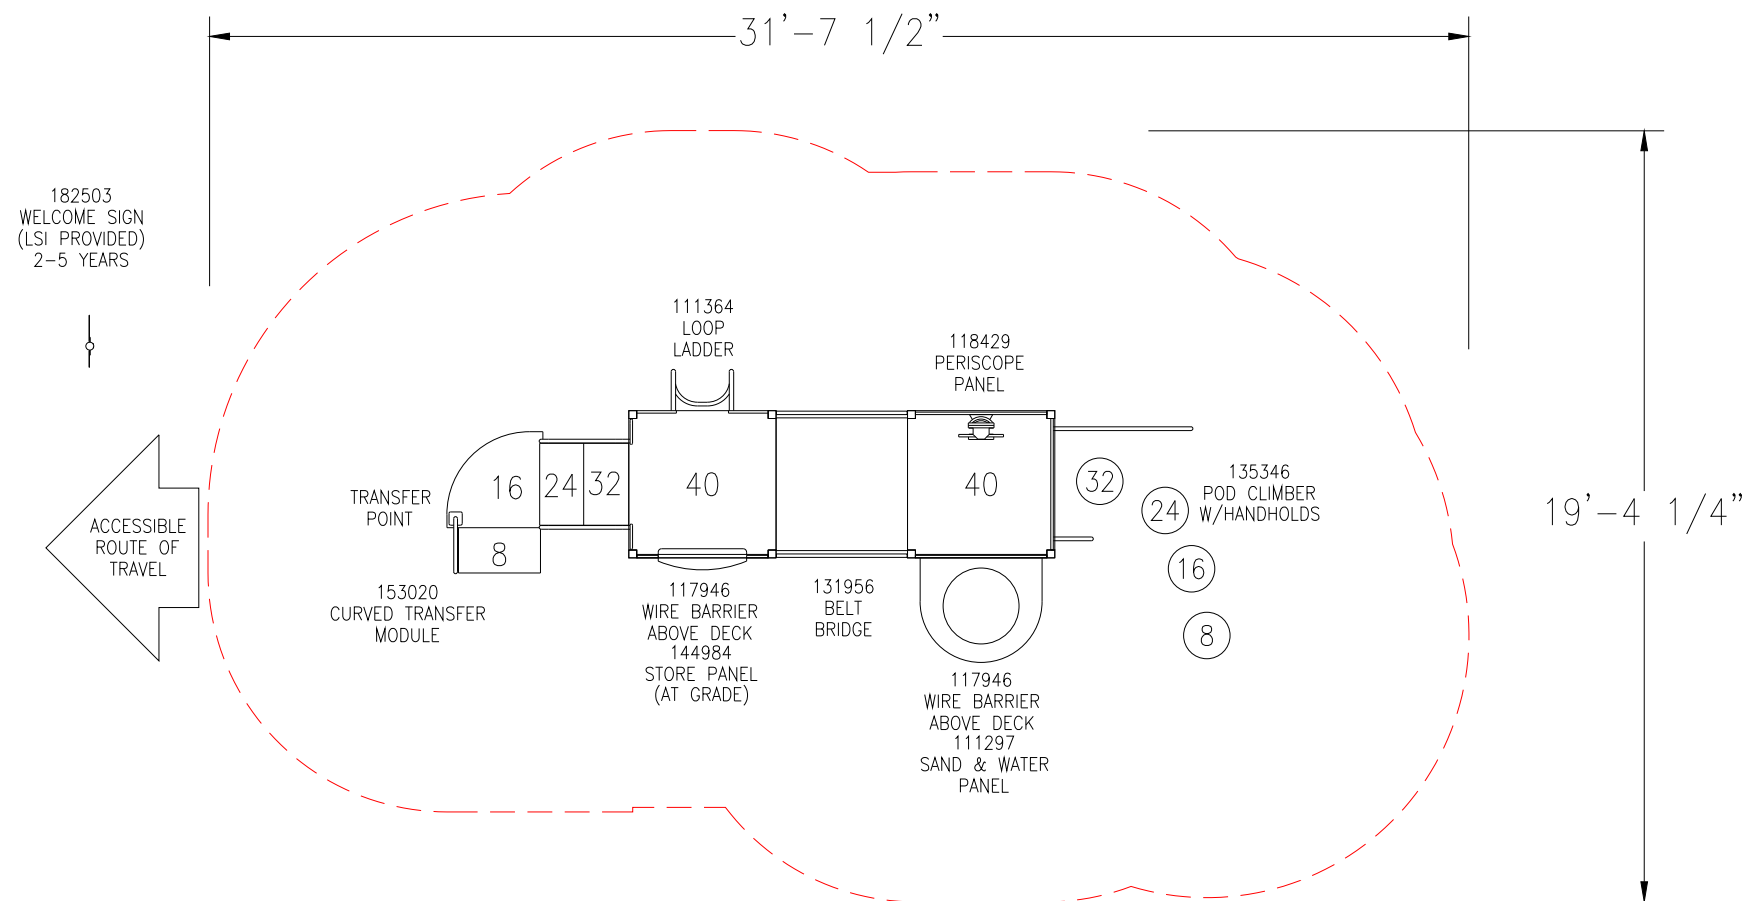 31'-7 1/2"
182503
WELCOME SIGN
(LSI PROVIDED)
2-5 YEARS
111364
LOOP
LADDER
118429
PERISCOPE
PANEL
16
24
32
40
40
32
24
16
8
8
135346
POD CLIMBER
W/HANDHOLDS
19'-4 1/4"
TRANSFER
POINT
ACCESSIBLE
ROUTE OF
TRAVEL
153020
CURVED TRANSFER
MODULE
117946
WIRE BARRIER
ABOVE DECK
144984
STORE PANEL
(AT GRADE)
131956
BELT
BRIDGE
117946
WIRE BARRIER
ABOVE DECK
111297
SAND & WATER
PANEL